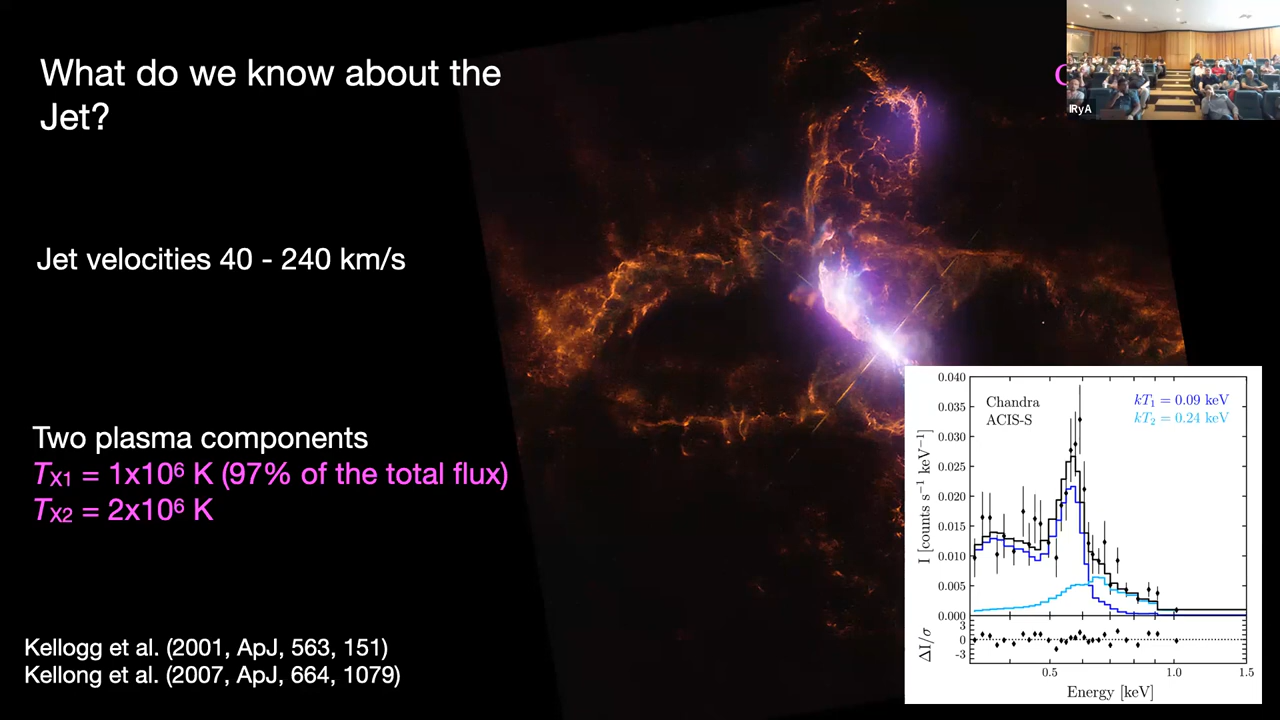 What do we know about the
Jet?
C
IRyA
Jet velocities 40 - 240 km/s
Two plasma components
Tx1 = 1x10⁶ K (97% of the total flux)
Tx2 = 2x10⁶ K
Kellogg et al. (2001, ApJ, 563, 151)
Kellong et al. (2007, ApJ, 664, 1079)
Chandra
ACIS-S
kT₁ = 0.09 keV
kT₂ = 0.24 keV
I [counts s⁻¹ keV⁻¹]
0.040
0.035
0.030
0.025
0.020
0.015
0.010
0.005
0.000
ΔI/σ
3
0
-3
0.5 1.0 1.5
Energy [keV]